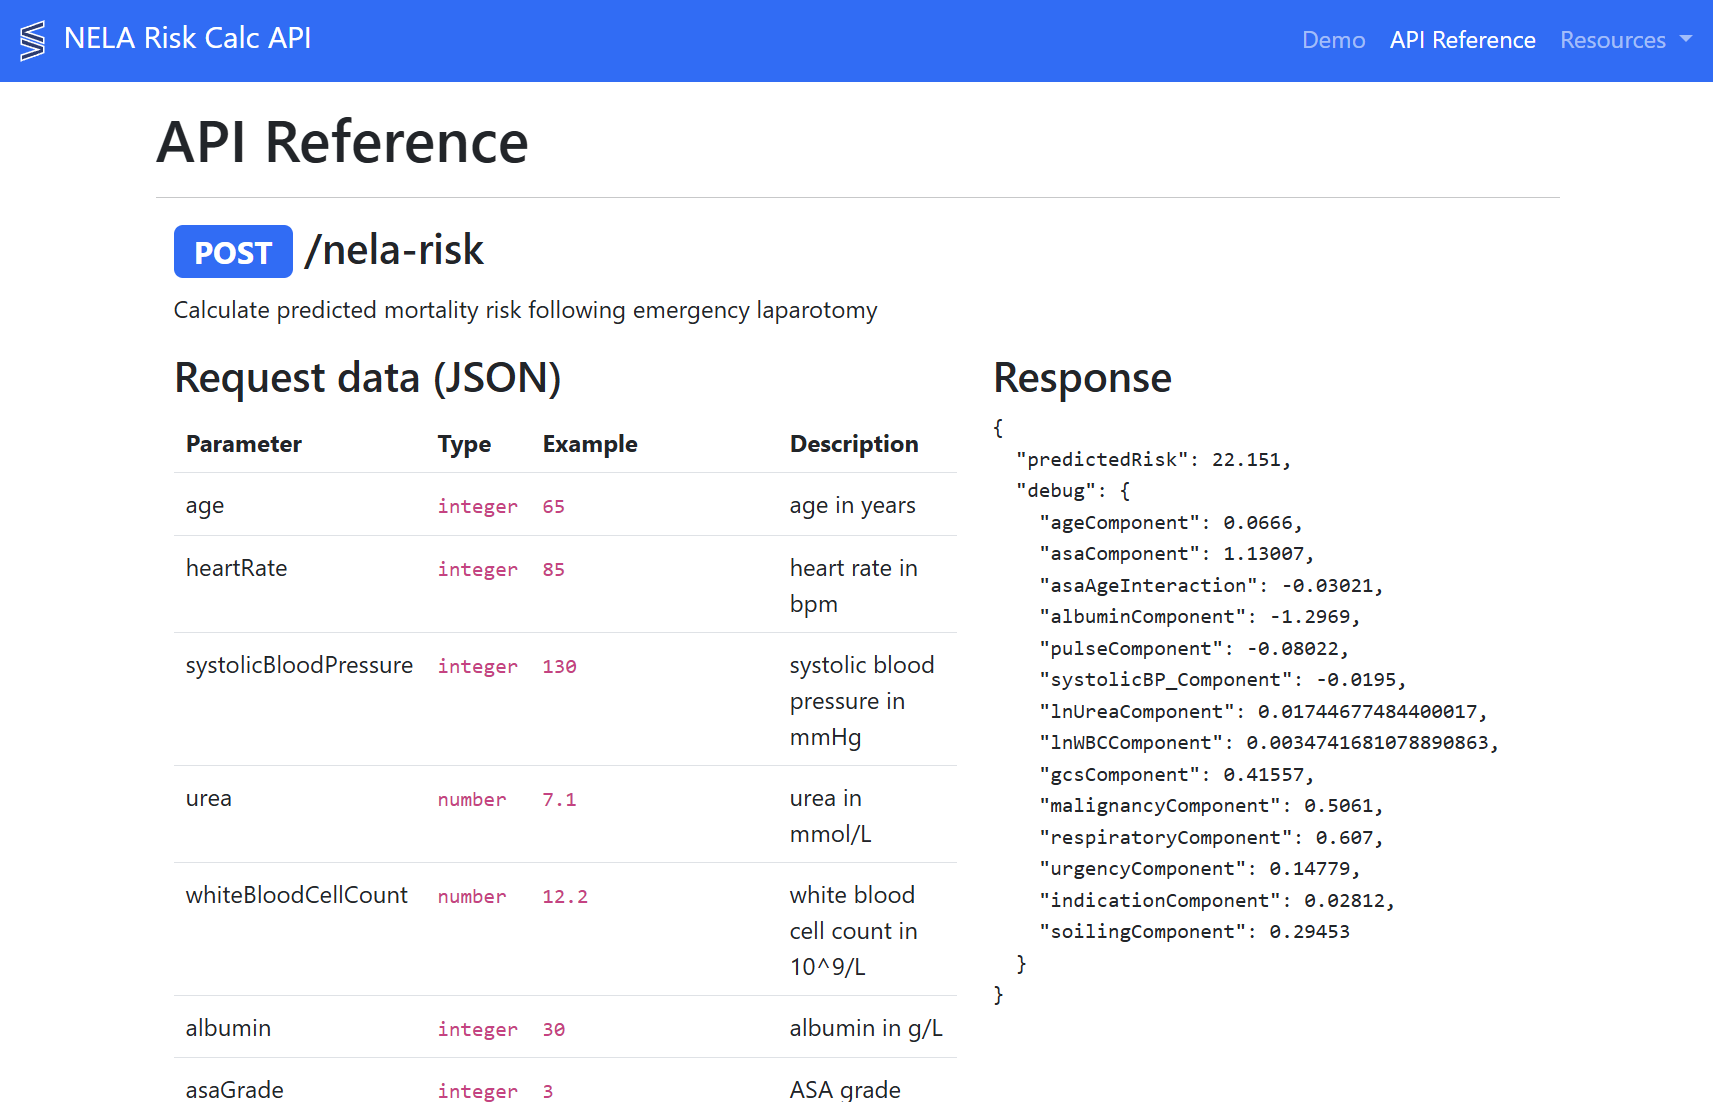 NELA Risk Calc API
Demo API Reference Resources
API Reference
POST /nela-risk
Calculate predicted mortality risk following emergency laparotomy
Request data (JSON)
Parameter Type Example Description
age integer 65 age in years
heartRate integer 85 heart rate in
bpm
systolicBloodPressure integer 130 systolic blood
pressure in
mmHg
urea number 7.1 urea in
mmol/L
whiteBloodCellCount number 12.2 white blood
cell count in
10^9/L
albumin integer 30 albumin in g/L
asaGrade integer 3 ASA grade
Response
{
"predictedRisk": 22.151,
"debug": {
"ageComponent": 0.0666,
"asaComponent": 1.13007,
"asaAgeInteraction": -0.03021,
"albuminComponent": -1.2969,
"pulseComponent": -0.08022,
"systolicBP_Component": -0.0195,
"lnUreaComponent": 0.01744677484400017,
"lnWBCComponent": 0.0034741681078890863,
"gcsComponent": 0.41557,
"malignancyComponent": 0.5061,
"respiratoryComponent": 0.607,
"urgencyComponent": 0.14779,
"indicationComponent": 0.02812,
"soilingComponent": 0.29453
}
}